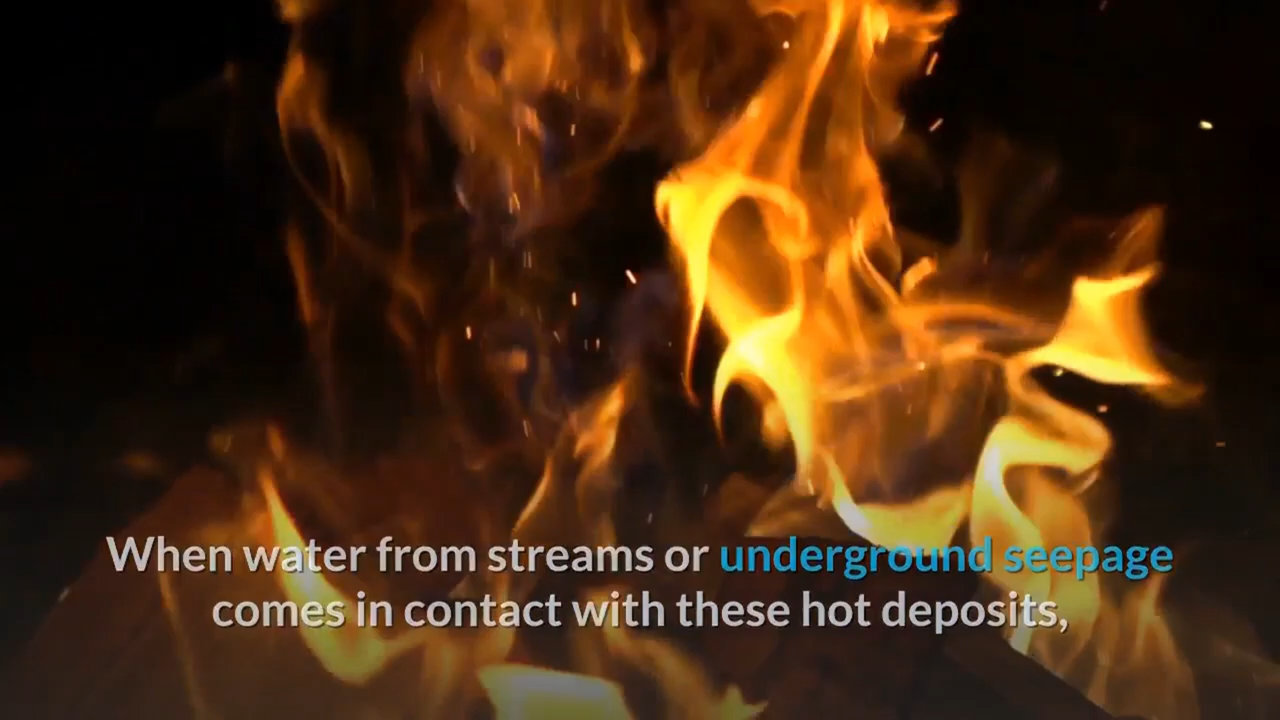 When water from streams or underground seepage
comes in contact with these hot deposits,